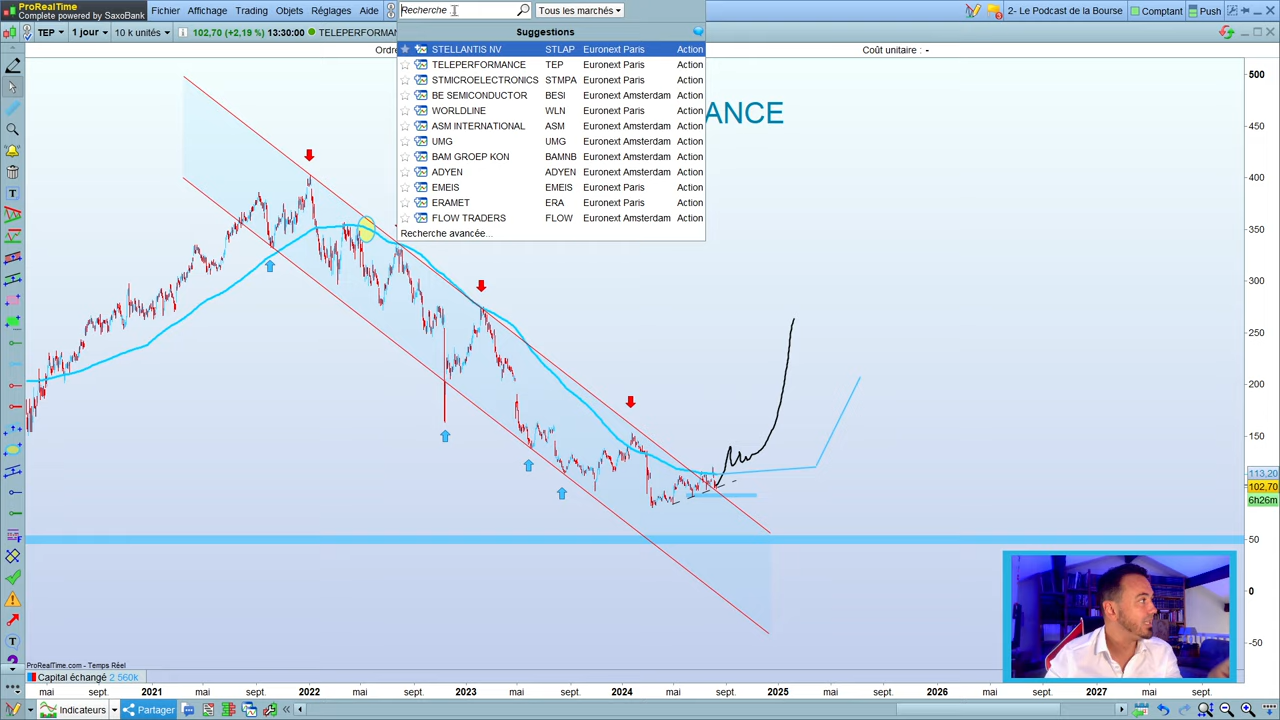 ProRealTime
Complete powered by SaxoBank
Fichier Affichage Trading Objets Réglages Aide
Recherche ...
Tous les marchés
2- Le Podcast de la Bourse
Comptant
Push
TEP
1 jour
10 k unités
102,70 (+2,19 %) 13:30:00
TELEPERFORM
Ordre
Coût unitaire : -
Suggestions
STELLANTIS NV STLAP Euronext Paris Action
TELEPERFORMANCE TEP Euronext Paris Action
STMICROELECTRONICS STMPA Euronext Paris Action
BE SEMICONDUCTOR BESI Euronext Amsterdam Action
WORLDLINE WLN Euronext Paris Action
ASM INTERNATIONAL ASM Euronext Amsterdam Action
UMG UMG Euronext Amsterdam Action
BAM GROEP KON BAMNB Euronext Amsterdam Action
ADYEN ADYEN Euronext Amsterdam Action
EMEIS EMEIS Euronext Paris Action
ERAMET ERA Euronext Paris Action
FLOW TRADERS FLOW Euronext Amsterdam Action
Recherche avancée...
ANCE
500
450
400
350
300
250
200
150
113,20
102,70
6h26m
50
0
-50
ProRealTime.com - Temps Réel
Capital échangé 2 560k
mai sept. 2021 mai sept. 2022 mai sept. 2023 mai sept. 2024 mai sept. 2025 mai sept. 2026 mai sept. 2027 mai sept.
Indicateurs
Partager